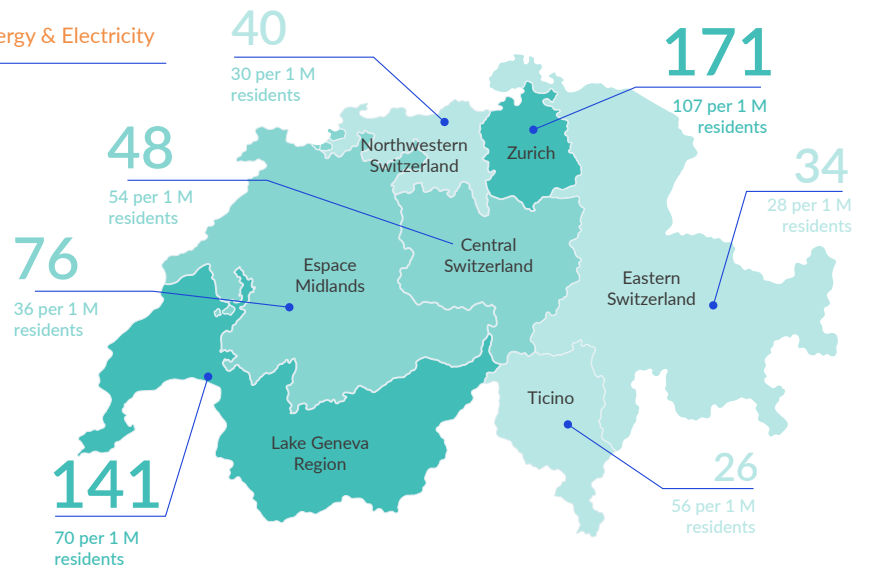 ergy & Electricity
40
30 per 1 M
residents
171
107 per 1 M
residents
48
54 per 1 M
residents
34
28 per 1 M
residents
76
36 per 1 M
residents
Northwestern
Switzerland
Zurich
Central
Switzerland
Espace
Midlands
Eastern
Switzerland
Ticino
Lake Geneva
Region
141
70 per 1 M
residents
26
56 per 1 M
residents